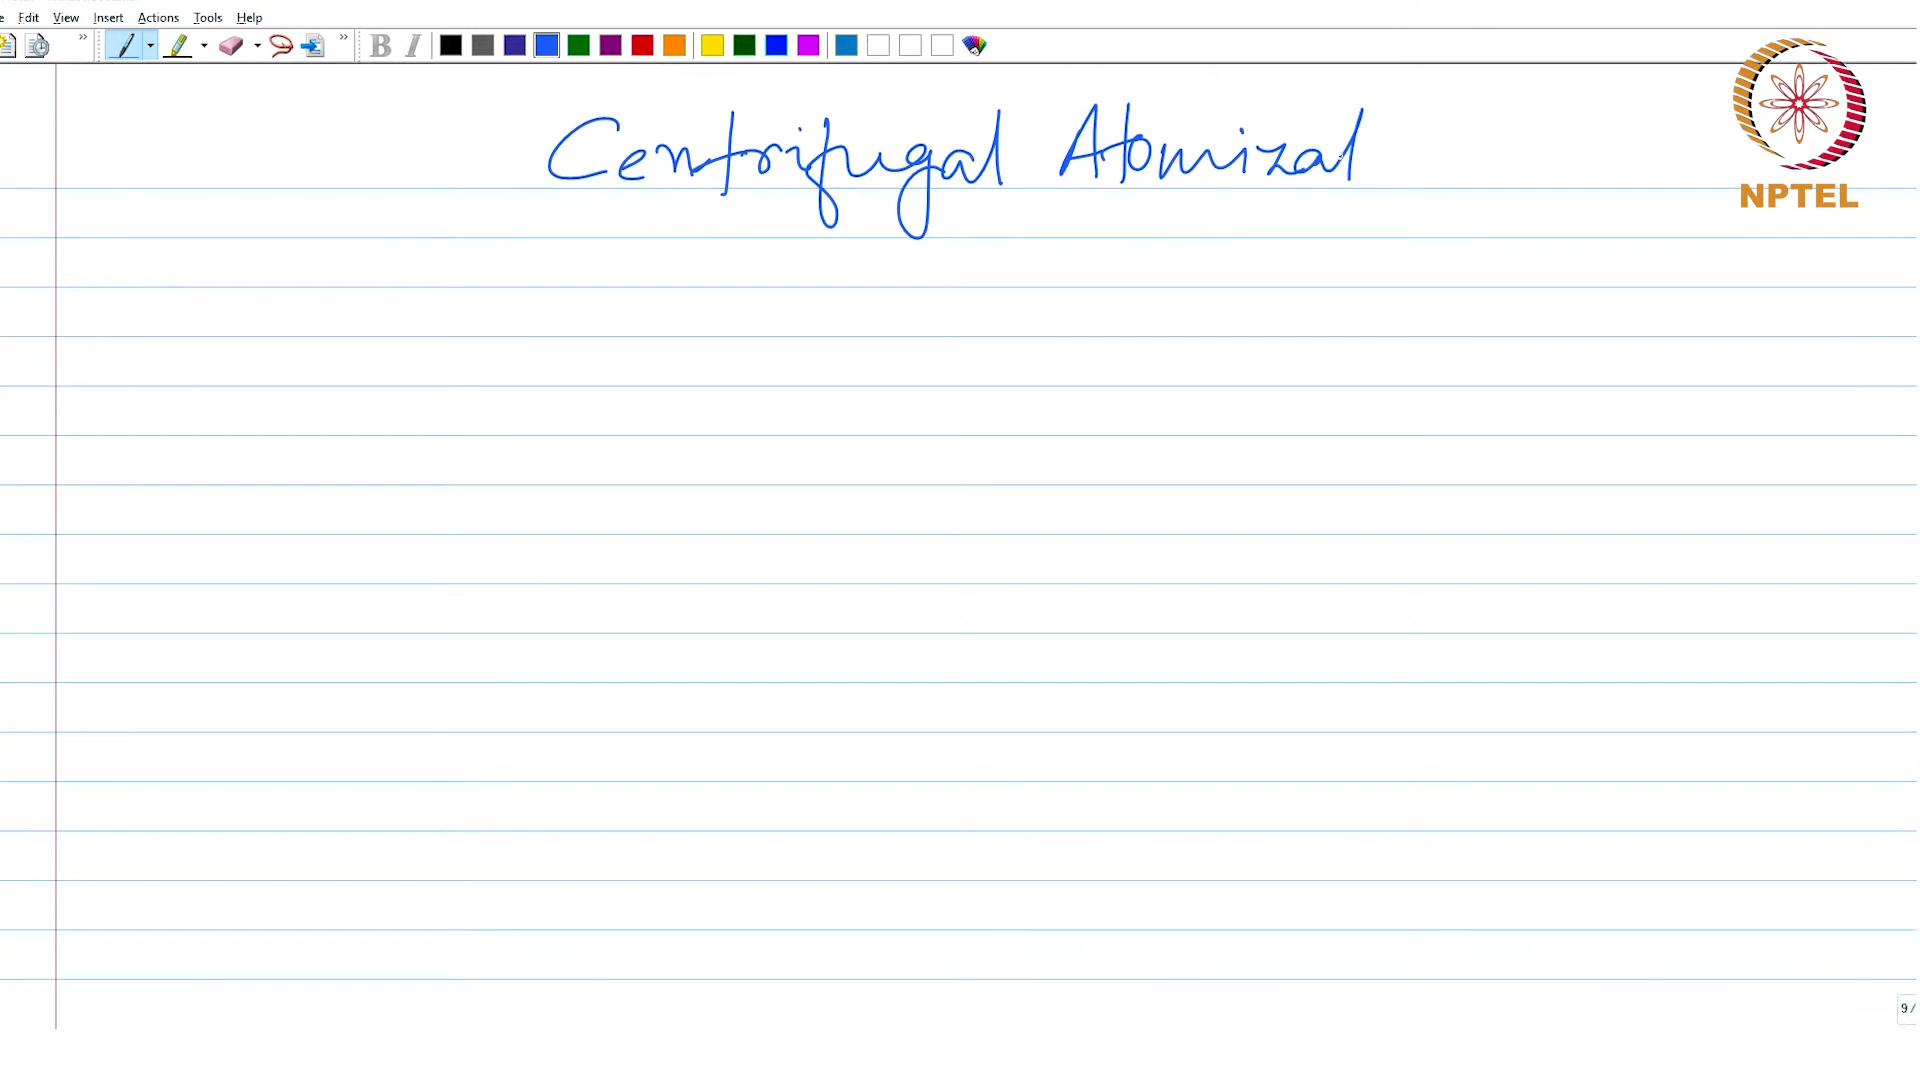 Edit View Insert Actions Tools Help
B I
Centrifugal Atomizat
NPTEL
9 /